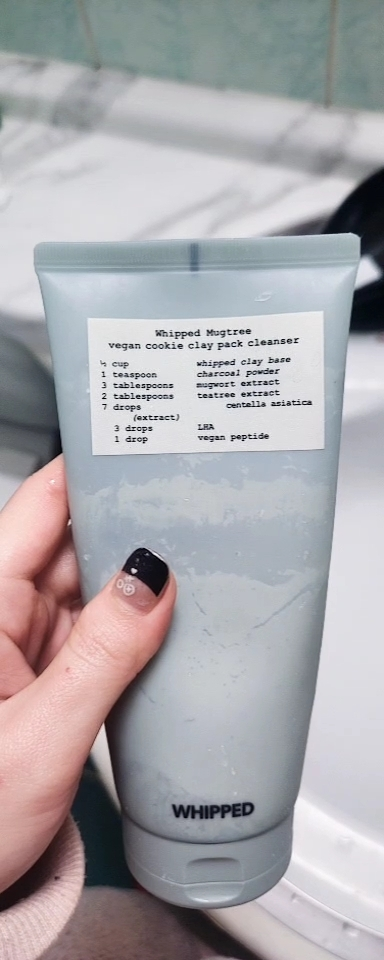 Whipped Mugtree
vegan cookie clay pack cleanser
½ cup whipped clay base
1 teaspoon charcoal powder
3 tablespoons mugwort extract
2 tablespoons teatree extract
7 drops centella asiatica
(extract)
3 drops LHA
1 drop vegan peptide
WHIPPED